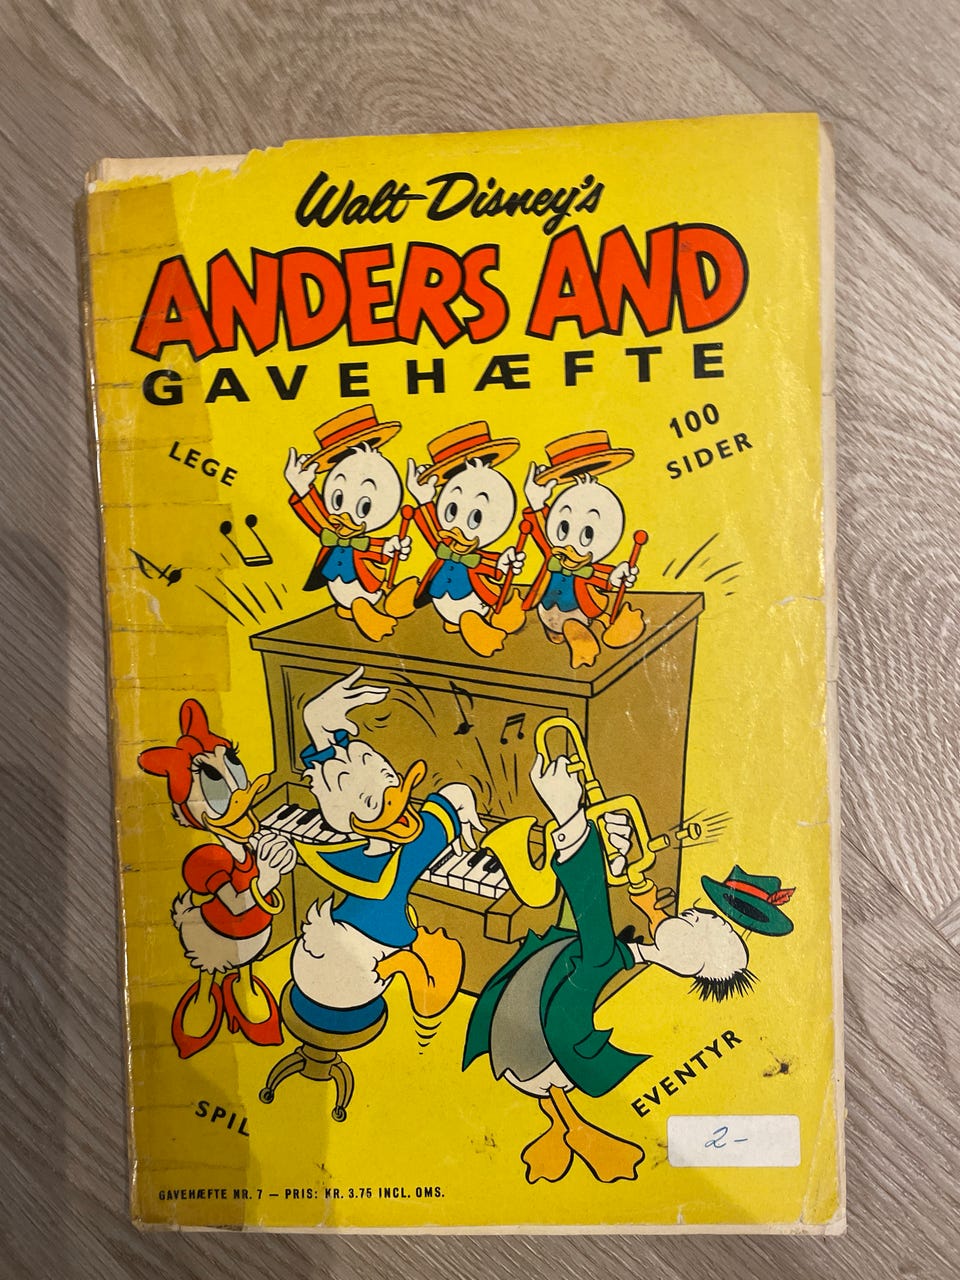 Walt Disney's
ANDERS AND
GAVEHÆFTE
LEGE
100
SIDER
SPIL
EVENTYR
2-
GAVEHÆFTE NR. 7 — PRIS: KR. 3.75 INCL. OMS.